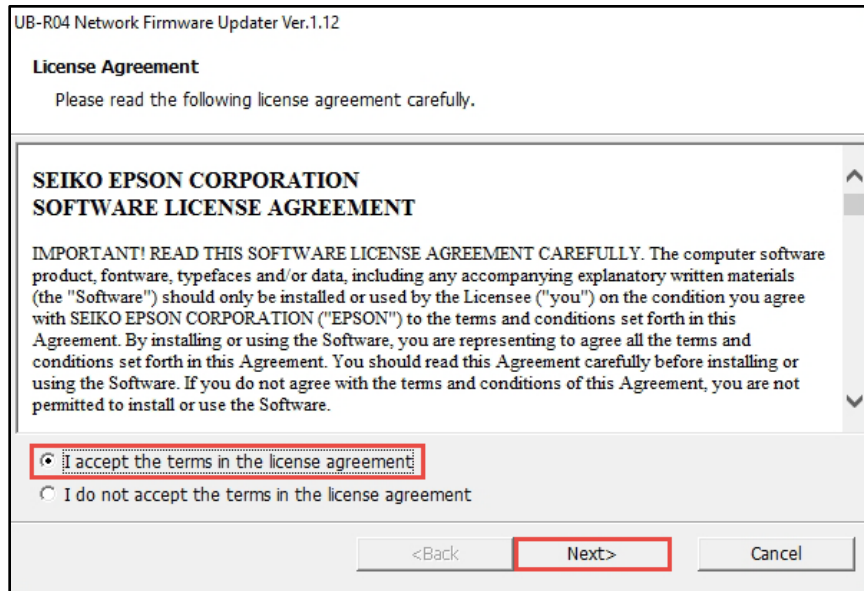 UB-R04 Network Firmware Updater Ver.1.12
License Agreement
Please read the following license agreement carefully.
SEIKO EPSON CORPORATION
SOFTWARE LICENSE AGREEMENT
IMPORTANT! READ THIS SOFTWARE LICENSE AGREEMENT CAREFULLY. The computer software
product, fontware, typefaces and/or data, including any accompanying explanatory written materials
(the "Software") should only be installed or used by the Licensee ("you") on the condition you agree
with SEIKO EPSON CORPORATION ("EPSON") to the terms and conditions set forth in this
Agreement. By installing or using the Software, you are representing to agree all the terms and
conditions set forth in this Agreement. You should read this Agreement carefully before installing or
using the Software. If you do not agree with the terms and conditions of this Agreement, you are not
permitted to install or use the Software.
I accept the terms in the license agreement
I do not accept the terms in the license agreement
<Back Next> Cancel